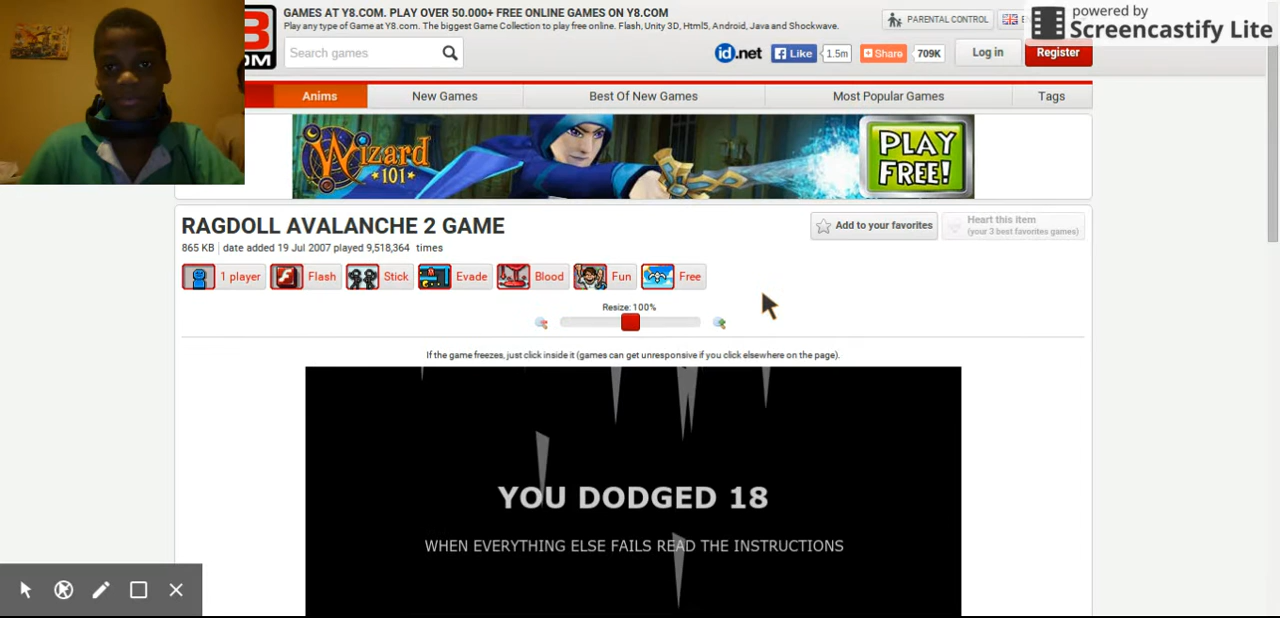 GAMES AT Y8.COM. PLAY OVER 50.000+ FREE ONLINE GAMES ON Y8.COM
Play any type of Game at Y8.com. The biggest Game Collection to play free online. Flash, Unity 3D, Html5, Android, Java and Shockwave.
PARENTAL CONTROL
powered by
Screencastify Lite
Search games
id.net
Like
1.5m
Share
709K
Log in
Register
Anims
New Games
Best Of New Games
Most Popular Games
Tags
Wizard
101
PLAY
FREE!
RAGDOLL AVALANCHE 2 GAME
Add to your favorites
Heart this item
(your 3 best favorites games)
865 KB date added 19 Jul 2007 played 9,518,364 times
1 player
Flash
Stick
Evade
Blood
Fun
Free
Resize: 100%
If the game freezes, just click inside it (games can get unresponsive if you click elsewhere on the page).
YOU DODGED 18
WHEN EVERYTHING ELSE FAILS READ THE INSTRUCTIONS